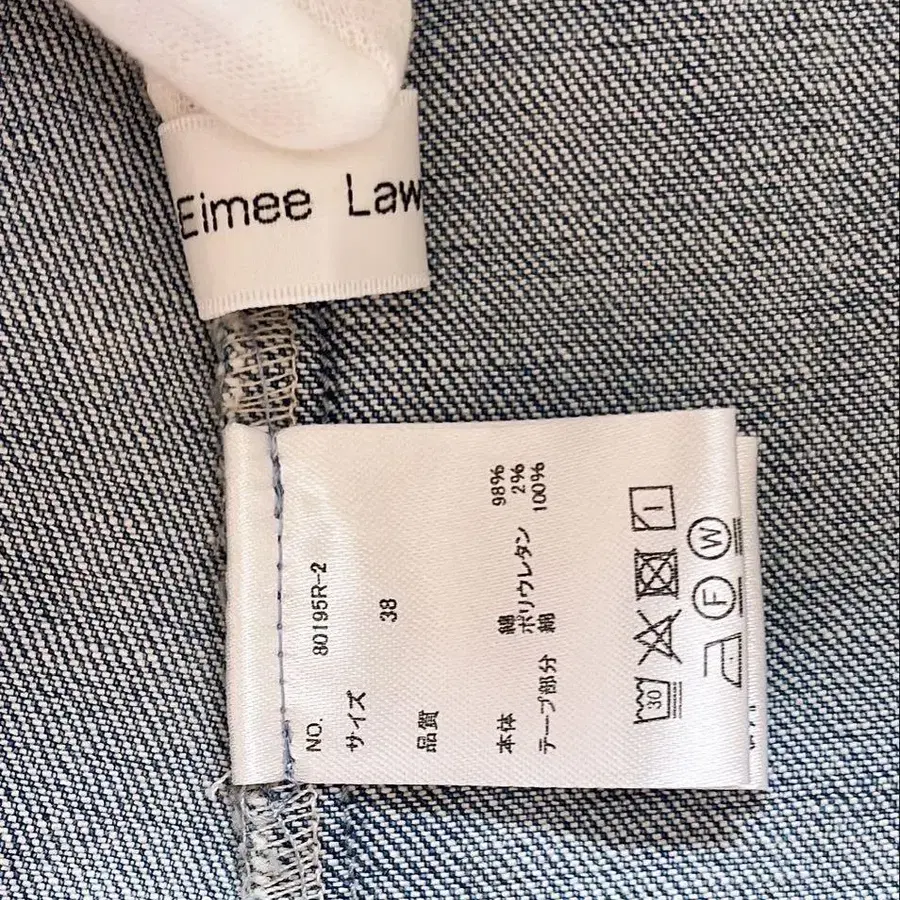 Eimee Law
NO. 80195R-2
サイズ 38
品質
本体 綿 98%
ポリウレタン 2%
テープ部分 綿 100%
30
F W